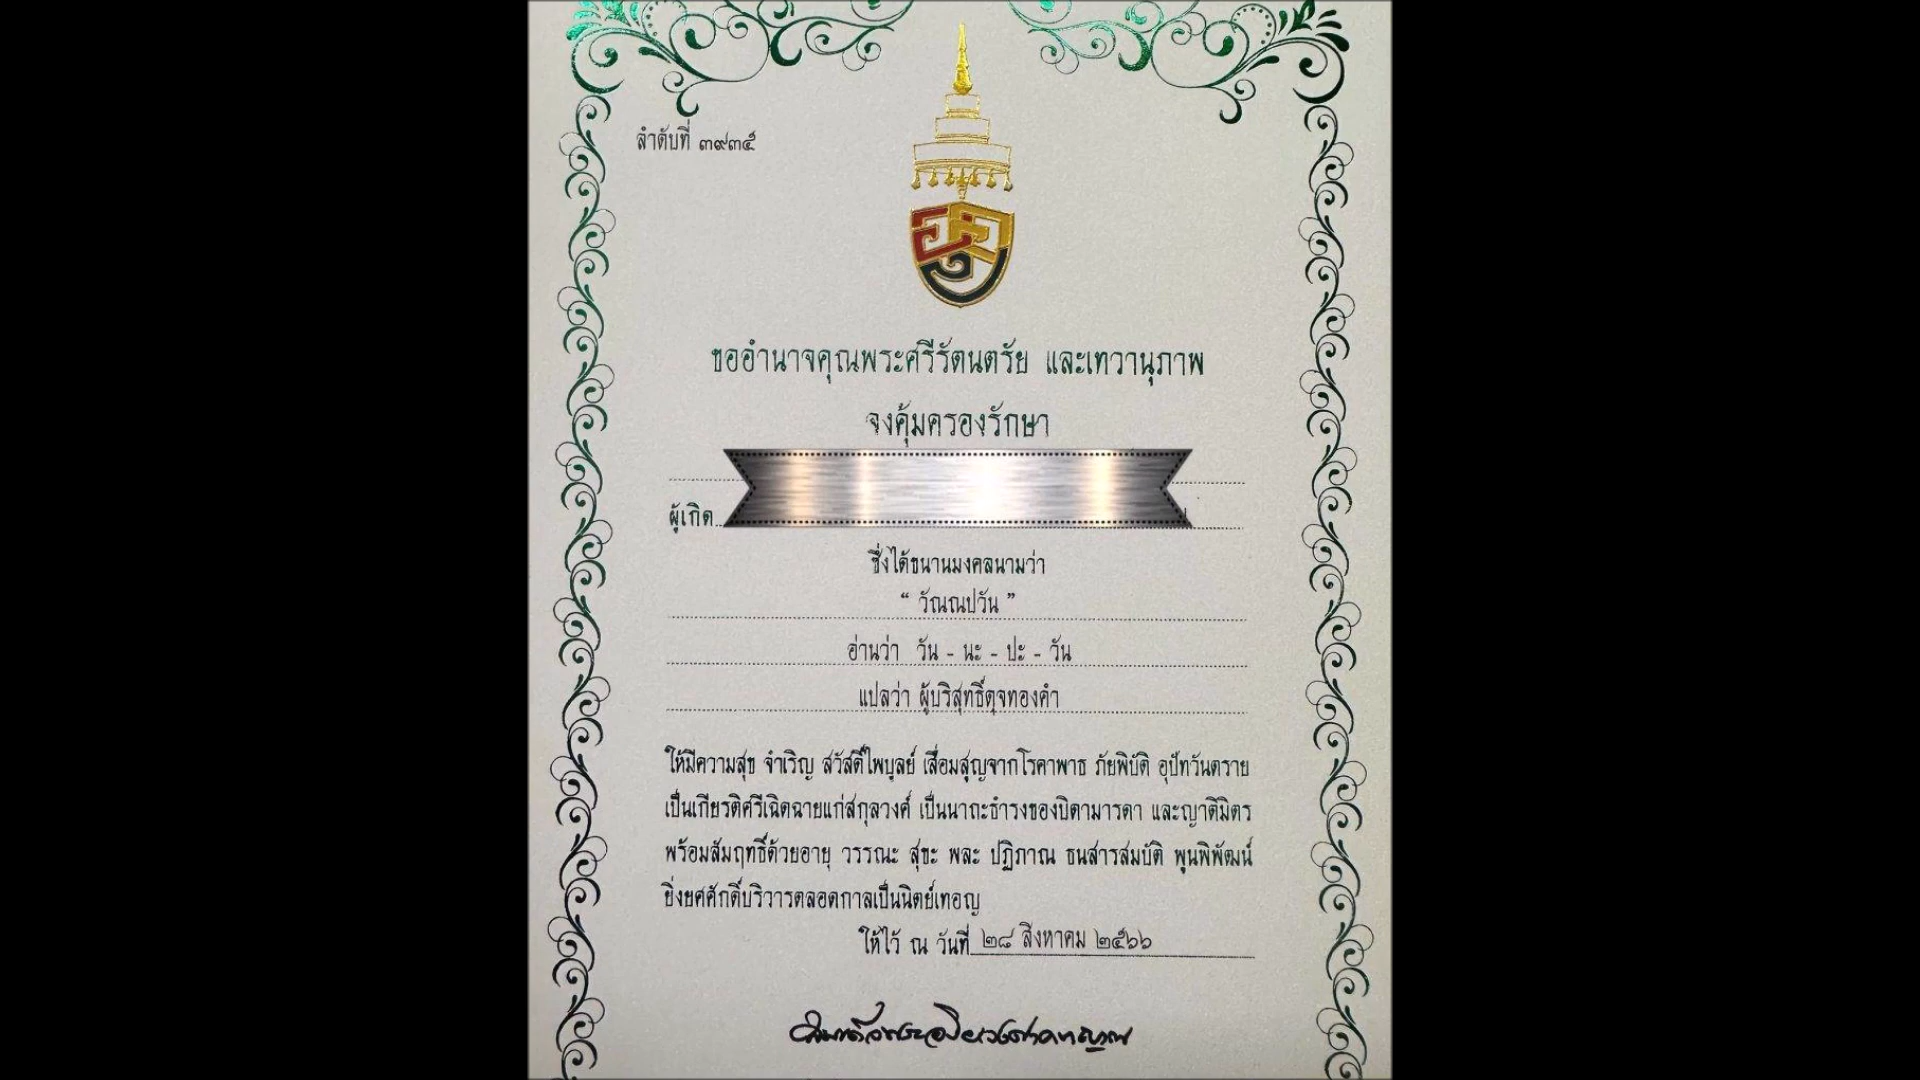 ลำดับที่ ๓๙๓๕
ขออำนาจคุณพระศรีรัตนตรัย และเทวานุภาพ
จงคุ้มครองรักษา
ผู้เกิด
ซึ่งได้ขนานมงคลนามว่า
“ วัณณปวัน ”
อ่านว่า วัน - นะ - ปะ - วัน
แปลว่า ผู้บริสุทธิ์ดุจทองคำ
ให้มีความสุข จำเริญ สวัสดิ์ไพบูลย์ เสื่อมสูญจากโรคาพาธ ภัยพิบัติ อุปัทวันตราย
เป็นเกียรติศรีเฉิดฉายแก่สกุลวงศ์ เป็นนาถะธำรงของบิดามารดา และญาติมิตร
พร้อมสัมฤทธิ์ด้วยอายุ วรรณะ สุขะ พละ ปฏิภาณ ธนสารสมบัติ พูนพิพัฒน์
ยิ่งยศศักดิ์บริวารตลอดกาลเป็นนิตย์เทอญ
ให้ไว้ ณ วันที่ ๒๘ สิงหาคม ๒๕๖๖